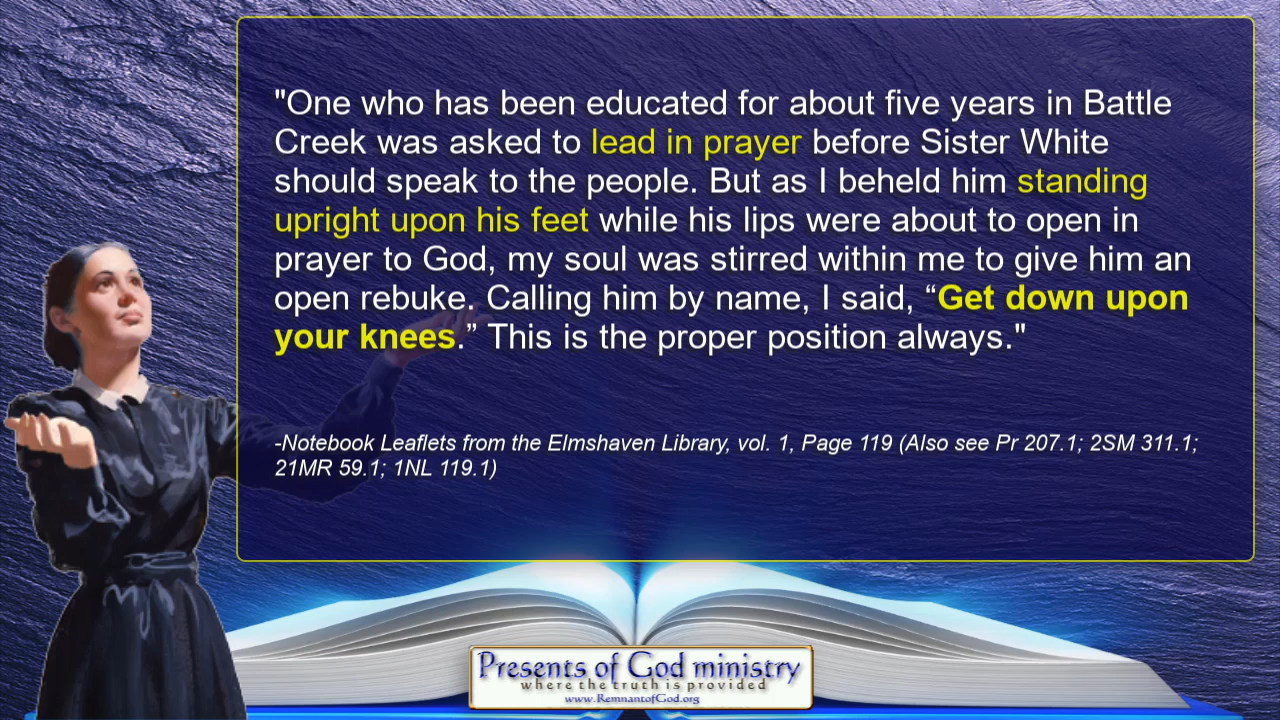 "One who has been educated for about five years in Battle
Creek was asked to lead in prayer before Sister White
should speak to the people. But as I beheld him standing
upright upon his feet while his lips were about to open in
prayer to God, my soul was stirred within me to give him an
open rebuke. Calling him by name, I said, “Get down upon
your knees.” This is the proper position always."
-Notebook Leaflets from the Elmshaven Library, vol. 1, Page 119 (Also see Pr 207.1; 2SM 311.1;
21MR 59.1; 1NL 119.1)
Presents of God ministry
where the truth is provided
www.RemnantofGod.org